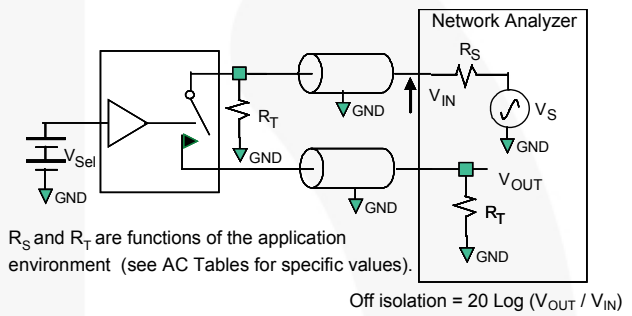 Network Analyzer
R_S
V_IN
GND
V_S
GND
R_T
GND
V_Sel
GND
GND
V_OUT
R_T
GND
R_S and R_T are functions of the application
environment (see AC Tables for specific values).
Off isolation = 20 Log (V_OUT / V_IN)